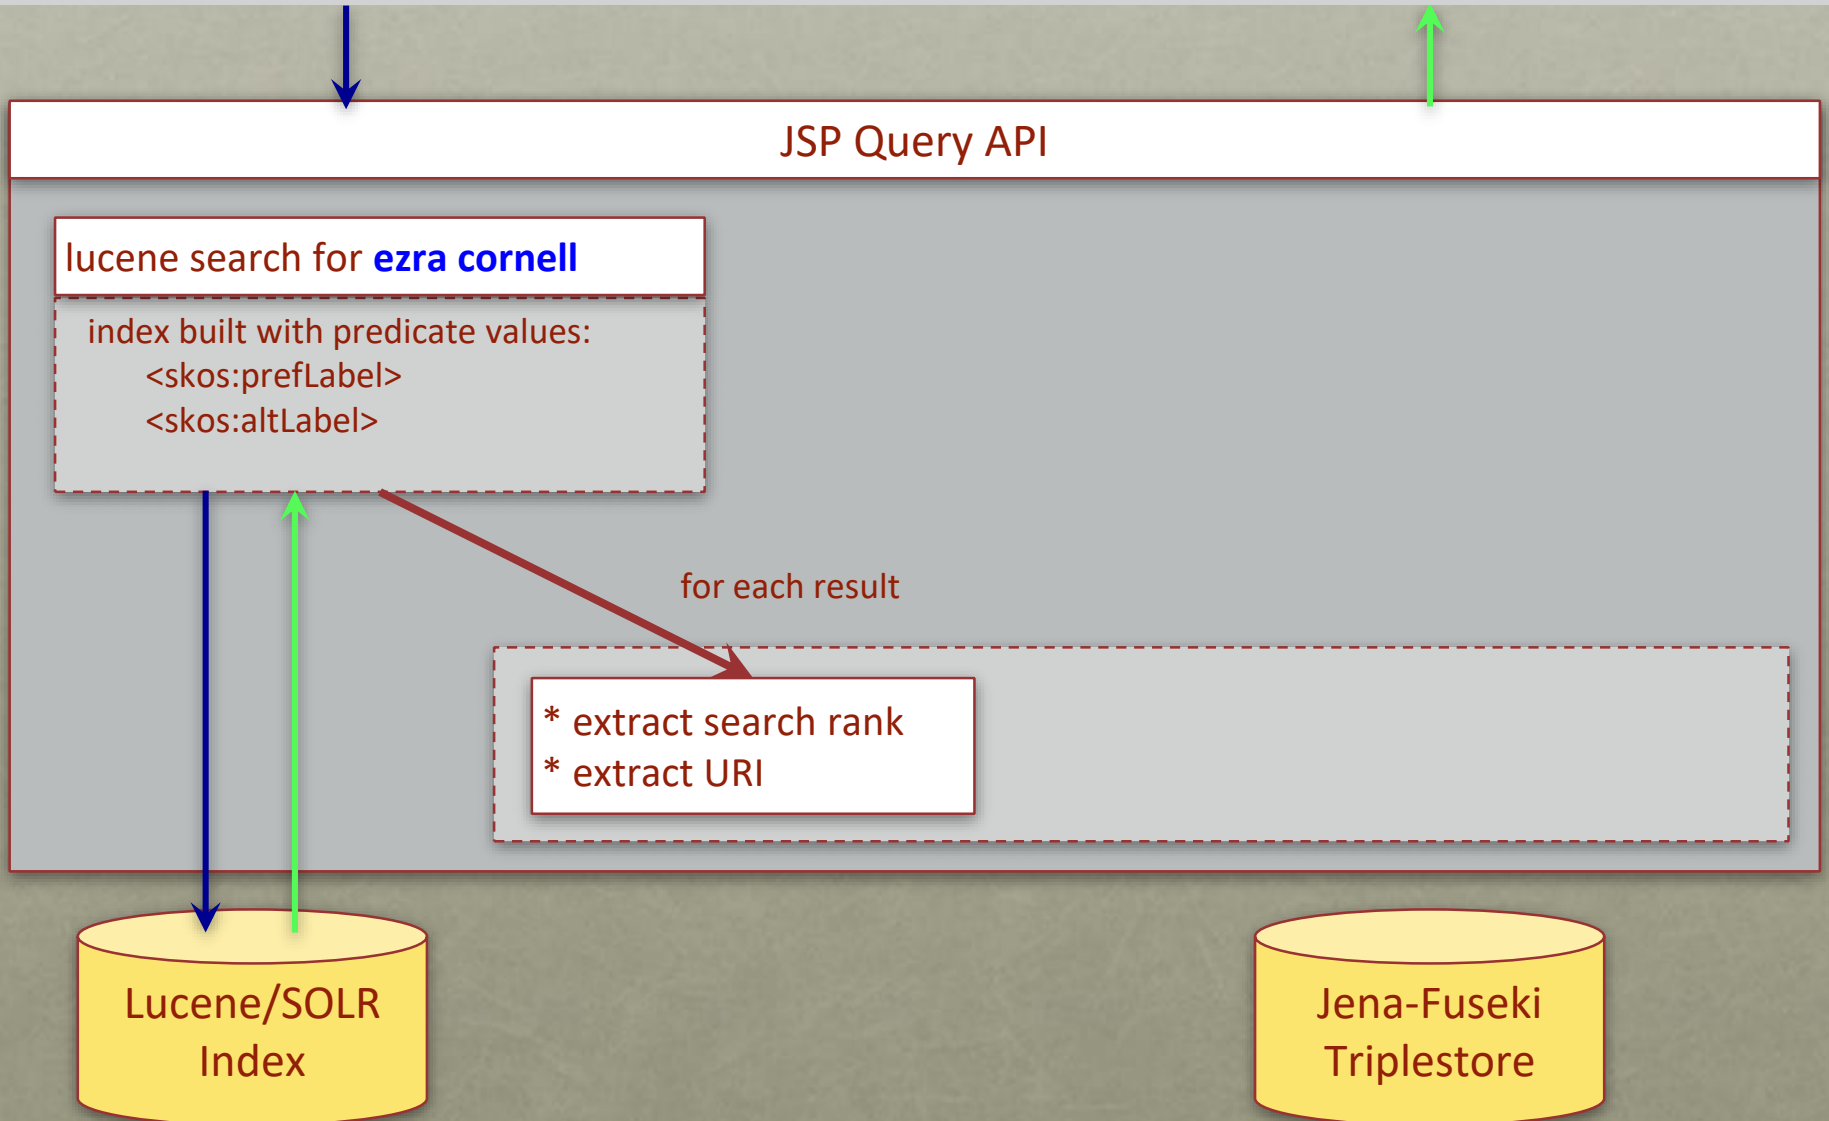 JSP Query API
lucene search for ezra cornell
index built with predicate values:
<skos:prefLabel>
<skos:altLabel>
for each result
* extract search rank
* extract URI
Lucene/SOLR
Index
Jena-Fuseki
Triplestore